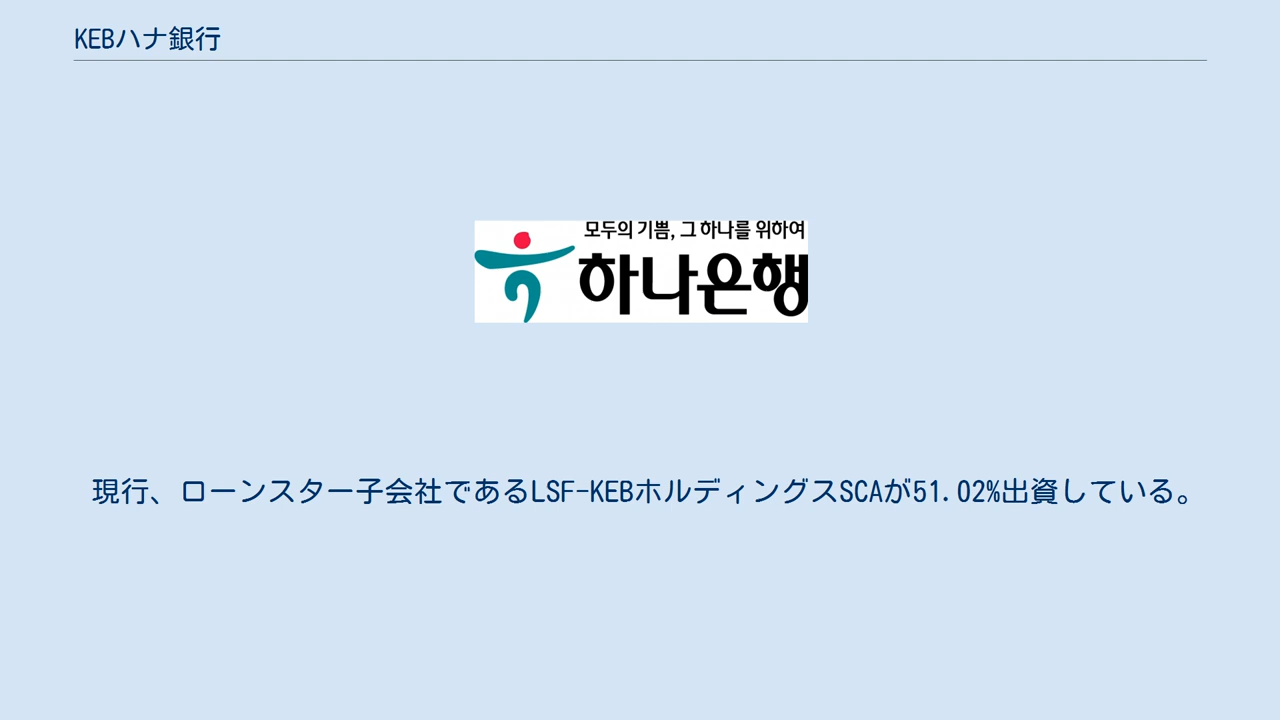 KEBハナ銀行
모두의 기쁨, 그 하나를 위하여
하나은행
現行、ローンスター子会社であるLSF-KEBホルディングスSCAが51.02%出資している。